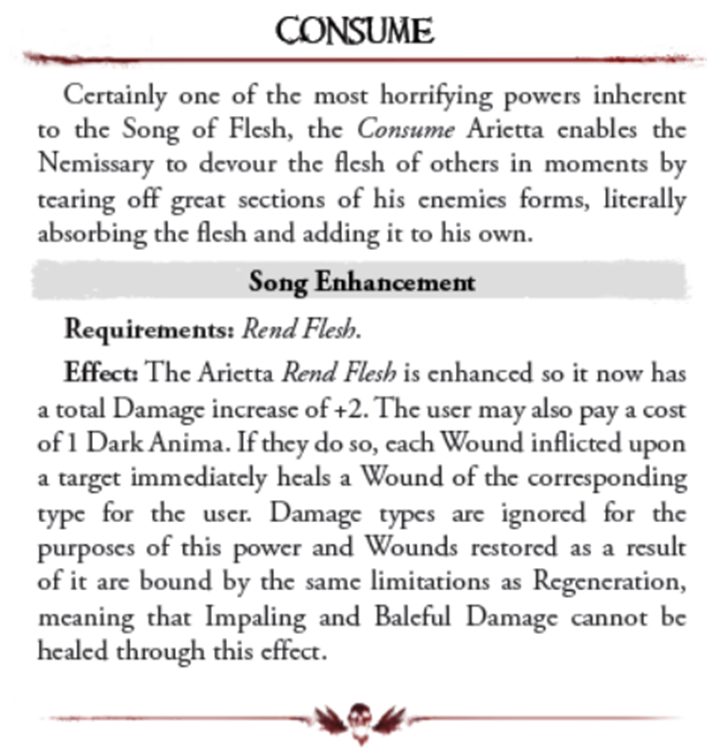 CONSUME
Certainly one of the most horrifying powers inherent
to the Song of Flesh, the Consume Arietta enables the
Nemissary to devour the flesh of others in moments by
tearing off great sections of his enemies forms, literally
absorbing the flesh and adding it to his own.
Song Enhancement
Requirements: Rend Flesh.
Effect: The Arietta Rend Flesh is enhanced so it now has
a total Damage increase of +2. The user may also pay a cost
of 1 Dark Anima. If they do so, each Wound inflicted upon
a target immediately heals a Wound of the corresponding
type for the user. Damage types are ignored for the
purposes of this power and Wounds restored as a result
of it are bound by the same limitations as Regeneration,
meaning that Impaling and Baleful Damage cannot be
healed through this effect.